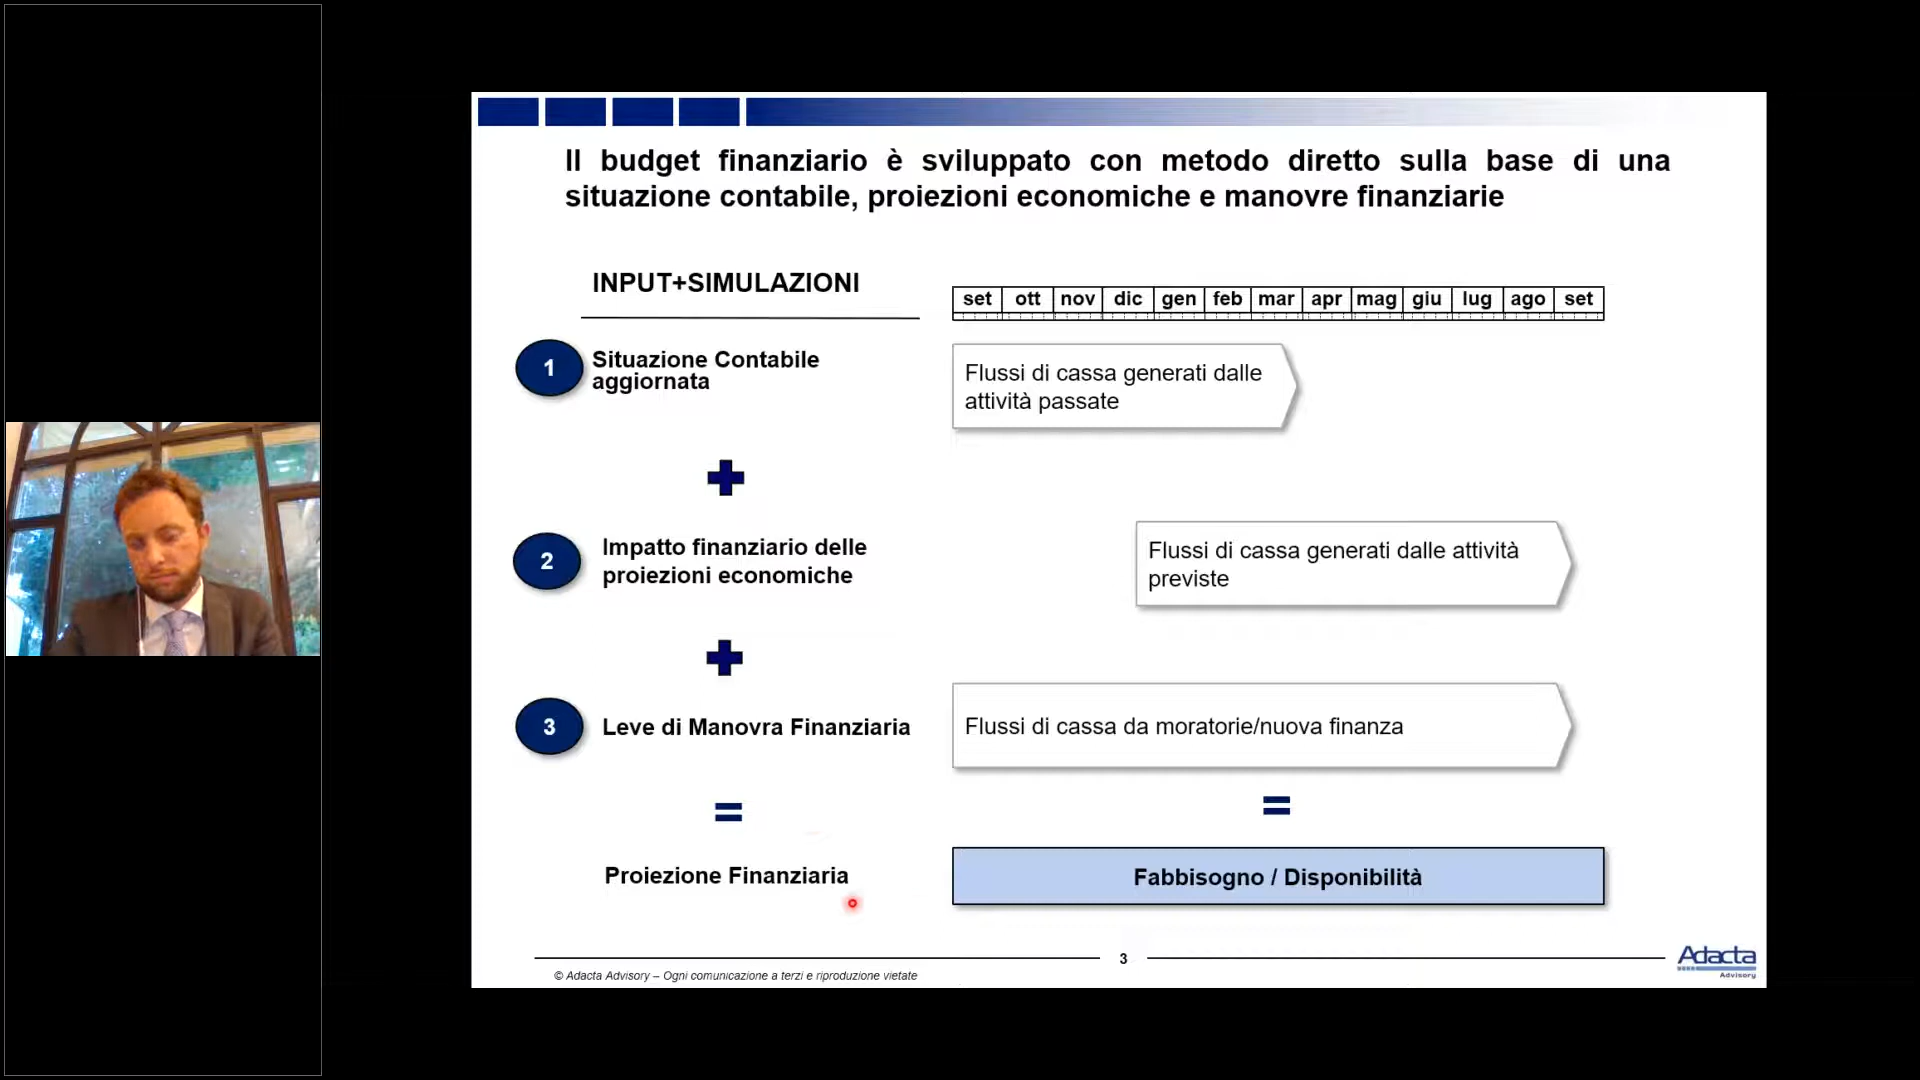 Il budget finanziario è sviluppato con metodo diretto sulla base di una
situazione contabile, proiezioni economiche e manovre finanziarie
INPUT+SIMULAZIONI
set ott nov dic gen feb mar apr mag giu lug ago set
1 Situazione Contabile
aggiornata
Flussi di cassa generati dalle
attività passate
2 Impatto finanziario delle
proiezioni economiche
Flussi di cassa generati dalle attività
previste
3 Leve di Manovra Finanziaria
Flussi di cassa da moratorie/nuova finanza
=
=
Proiezione Finanziaria
Fabbisogno / Disponibilità
3
© Adacta Advisory – Ogni comunicazione a terzi e riproduzione vietate
Adacta
Advisory